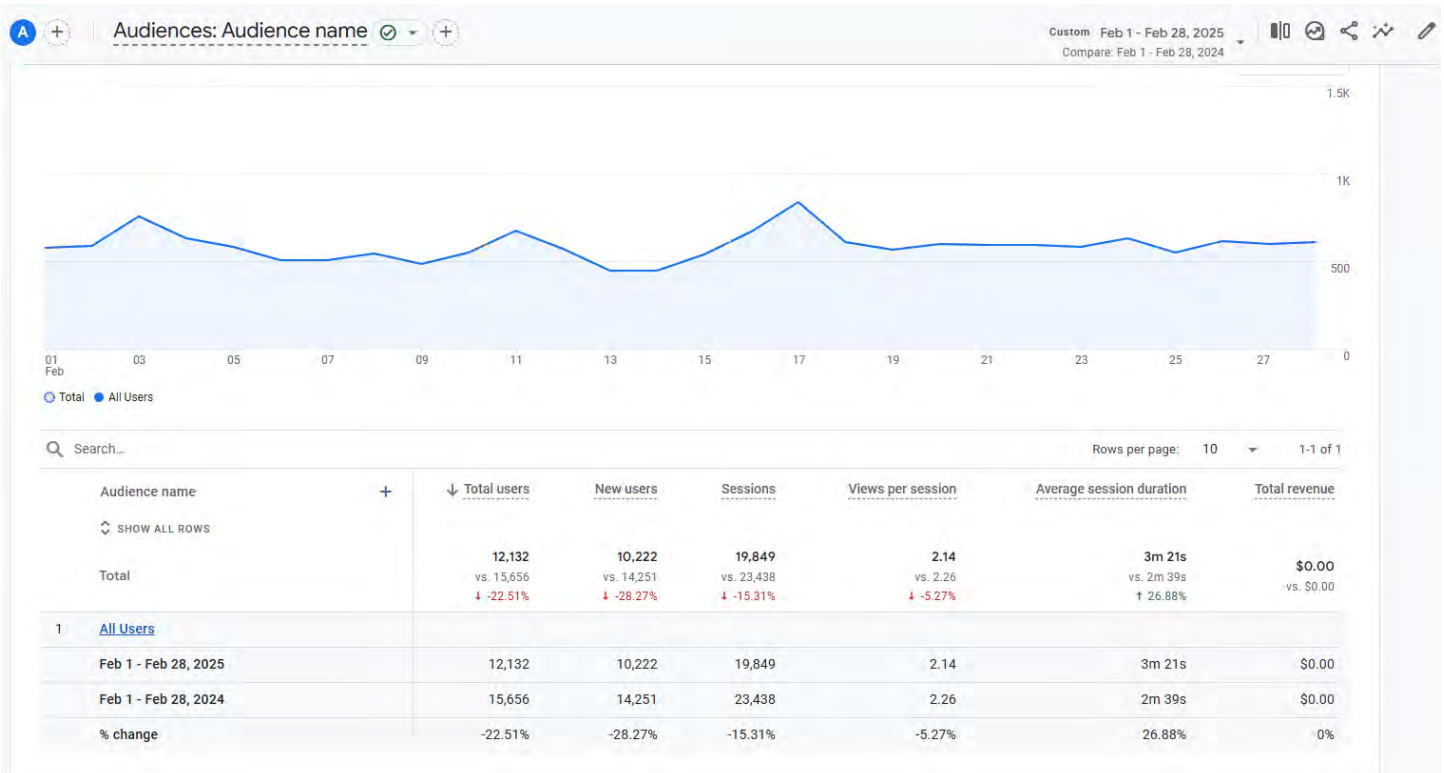 A
Audiences: Audience name
Custom Feb 1 - Feb 28, 2025
Compare: Feb 1 - Feb 28, 2024
1.5K
1K
500
0
01 03 05 07 09 11 13 15 17 19 21 23 25 27
Feb
Total All Users
Search... Rows per page: 10 1-1 of 1
Audience name + ↓ Total users New users Sessions Views per session Average session duration Total revenue
SHOW ALL ROWS
12,132 10,222 19,849 2.14 3m 21s $0.00
Total vs. 15,656 vs. 14,251 vs. 23,438 vs. 2.26 vs. 2m 39s vs. $0.00
↓ -22.51% ↓ -28.27% ↓ -15.31% ↓ -5.27% ↑ 26.88%
1 All Users
Feb 1 - Feb 28, 2025 12,132 10,222 19,849 2.14 3m 21s $0.00
Feb 1 - Feb 28, 2024 15,656 14,251 23,438 2.26 2m 39s $0.00
% change -22.51% -28.27% -15.31% -5.27% 26.88% 0%